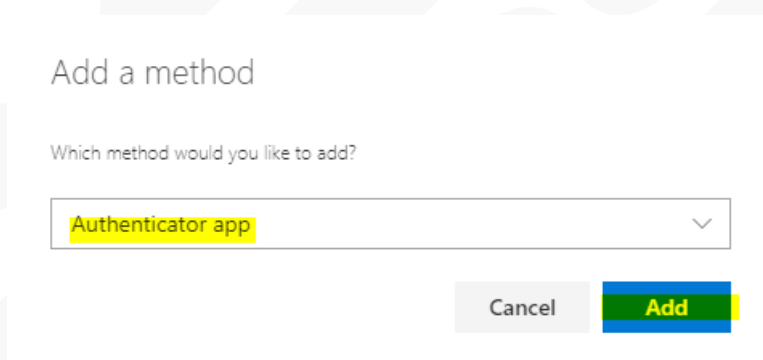 Add a method
Which method would you like to add?
Authenticator app
Cancel
Add